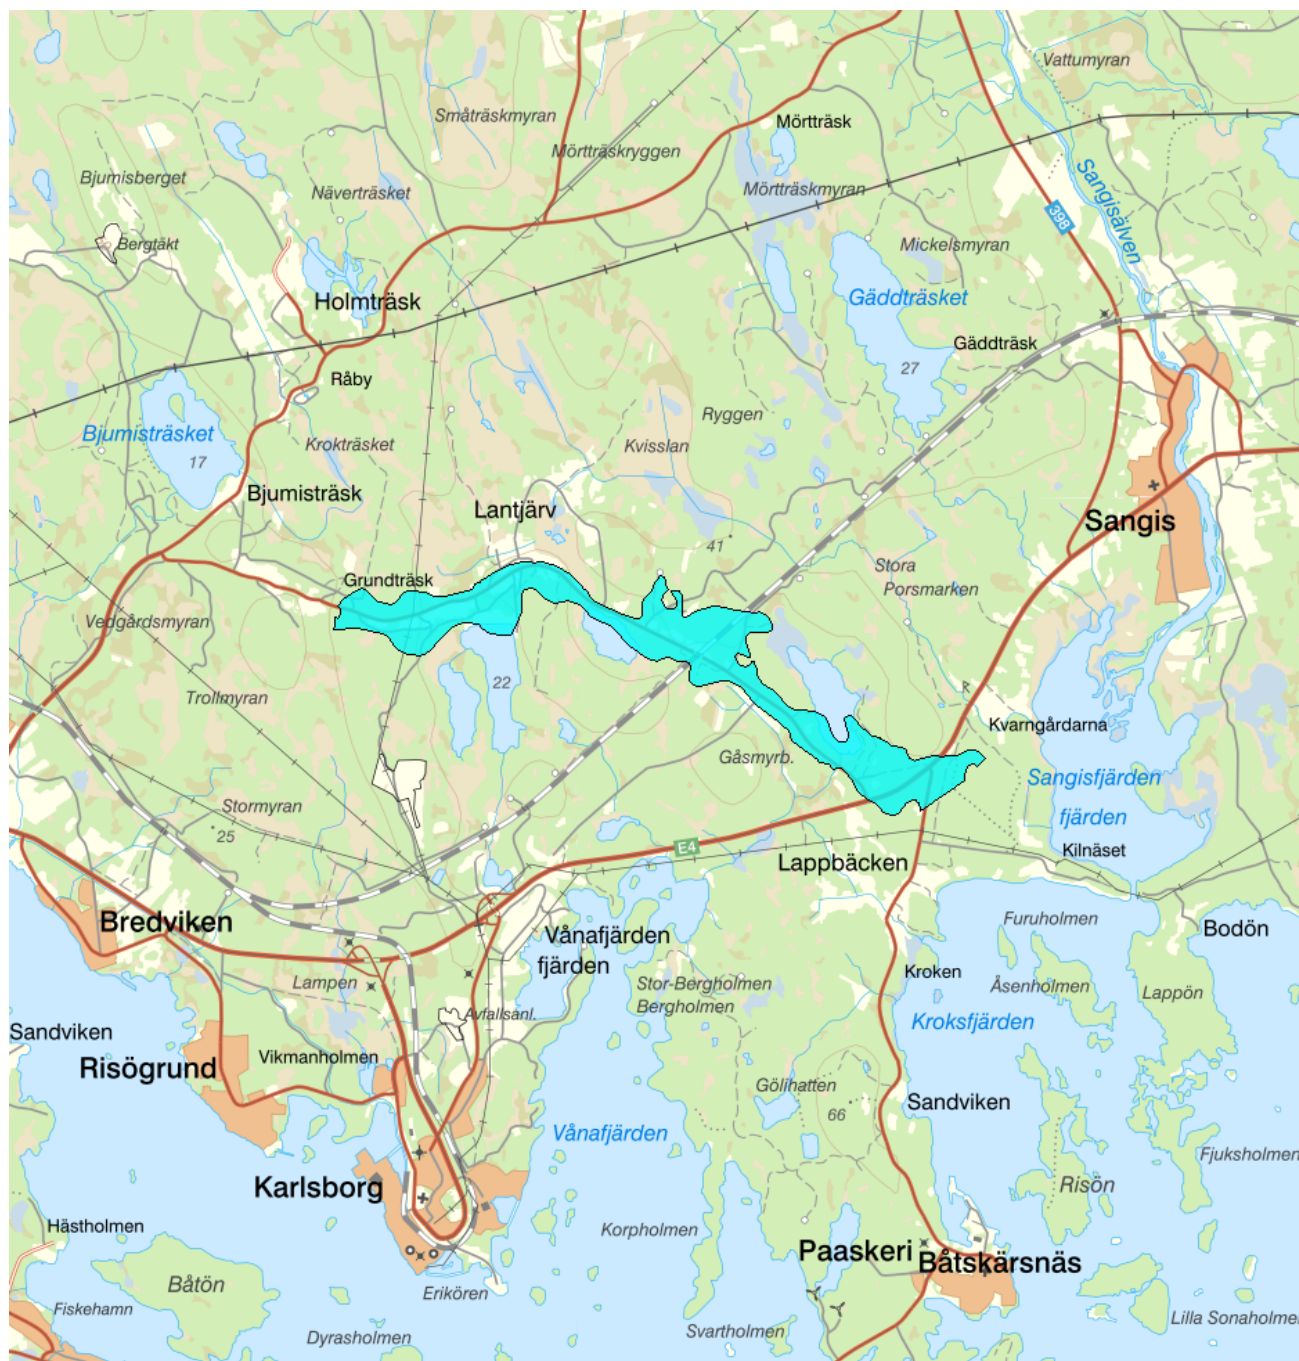 Vattumyran
Småträskmyran
Mörtträsk
Mörtträskryggen
Bjumisberget
Näverträsket
Mörtträskmyran
Sangisälven
398
Bergtäkt
Mickelsmyran
Holmträsk
Gäddträsket
Gäddträsk
27
Råby
Ryggen
Bjumisträsket
17
Krokträsket
Kvisslan
Bjumisträsk
Lantjärv
Sangis
41
Grundträsk
Stora
Porsmarken
Vedgårdsmyran
22
Trollmyran
Kvarngårdarna
Gåsmyrb.
Sangisfjärden
fjärden
Stormyran
25
E4
Lappbäcken
Kilnäset
Bredviken
Vånafjärden
fjärden
Furuholmen
Bodön
Lampen
Stor-Bergholmen
Bergholmen
Kroken
Åsenholmen
Lappön
Avfallsanl.
Kroksfjärden
Sandviken
Vikmanholmen
Risögrund
Gölihatten
66
Sandviken
Vånafjärden
Fjuksholmen
Karlsborg
Risön
Hästholmen
Korpholmen
Paaskeri
Båtskärsnäs
Båtön
Erikören
Fiskehamn
Dyrasholmen
Svartholmen
Lilla Sonaholme